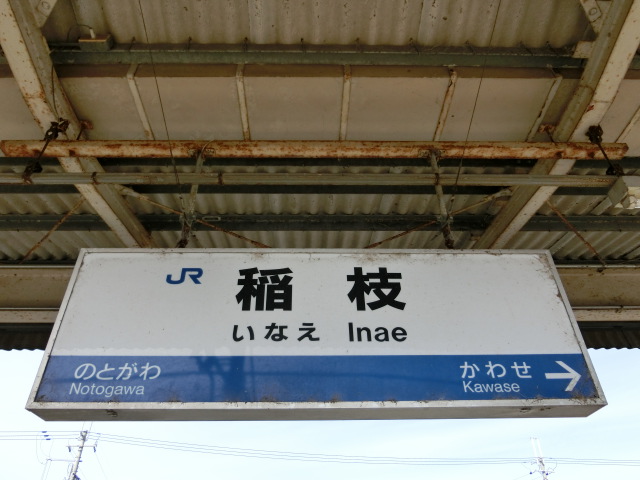 JR 稲枝
いなえ Inae
のとがわ かわせ →
Notogawa Kawase